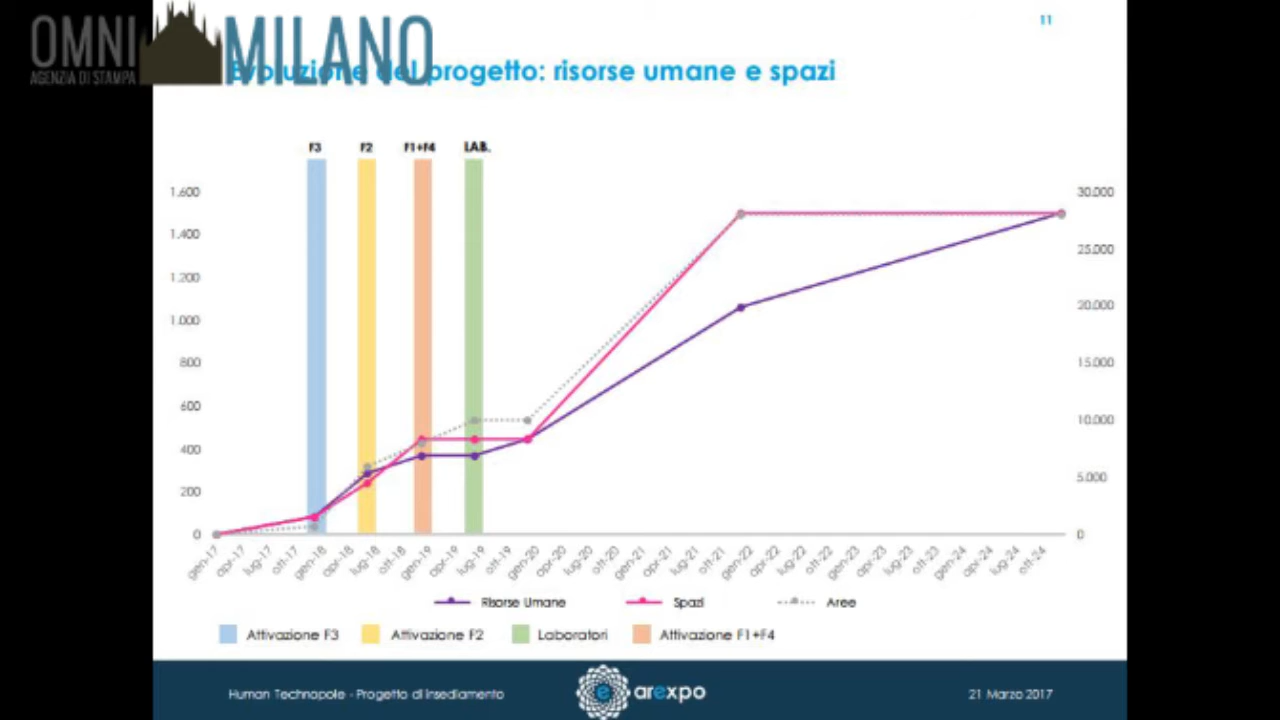 11
OMNI MILANO
AGENZIA DI STAMPA
Evoluzione del progetto: risorse umane e spazi
F3 F2 F1+F4 LAB.
1.600 30.000
1.400 25.000
1.200
1.000 20.000
800 15.000
600
400 10.000
200 5.000
0 0
gen-17 apr-17 lug-17 ott-17 gen-18 apr-18 lug-18 ott-18 gen-19 apr-19 lug-19 ott-19 gen-20 apr-20 lug-20 ott-20 gen-21 apr-21 lug-21 ott-21 gen-22 apr-22 lug-22 ott-22 gen-23 apr-23 lug-23 ott-23 gen-24 apr-24 lug-24 ott-24
Risorse Umane Spazi Aree
Attivazione F3 Attivazione F2 Laboratori Attivazione F1+F4
Human Technopole - Progetto di insediamento
e arexpo
21 Marzo 2017